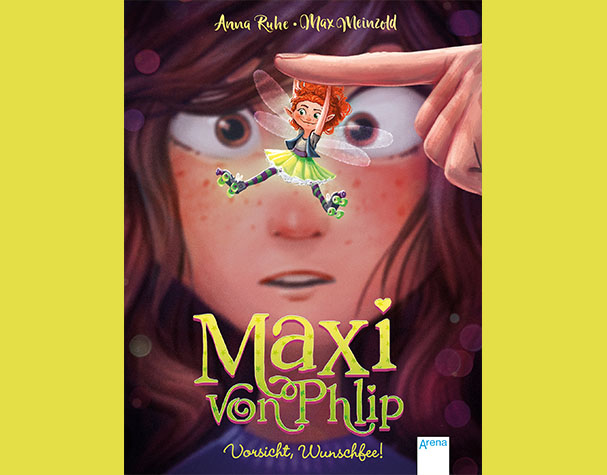 Anna Ruhe • Max Meinzold
Maxi
von Phlip
Vorsicht, Wunschfee!
Arena